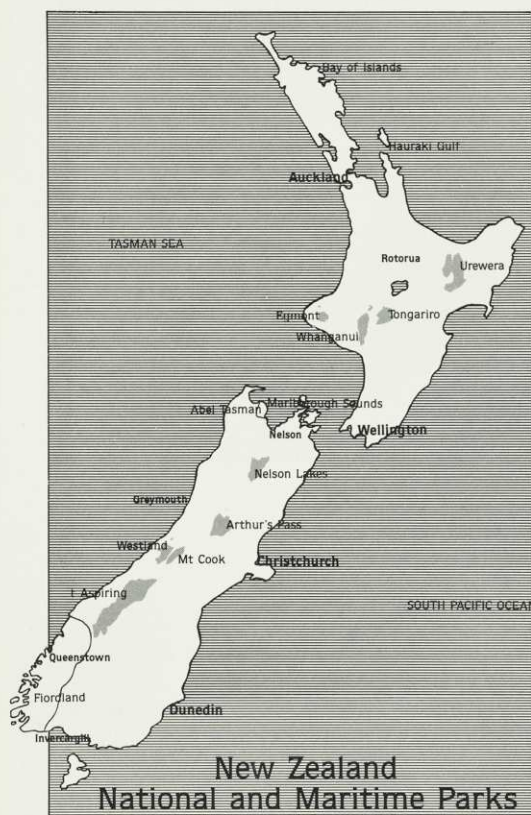 Bay of Islands
Hauraki Gulf
Auckland
TASMAN SEA
Rotorua
Urewera
Egmont
Tongariro
Whanganui
Abel Tasman
Marlborough Sounds
Nelson
Wellington
Nelson Lakes
Greymouth
Arthur's Pass
Westland
Mt Cook
Christchurch
t Aspiring
SOUTH PACIFIC OCEAN
Queenstown
Fiordland
Dunedin
Invercargill
New Zealand
National and Maritime Parks